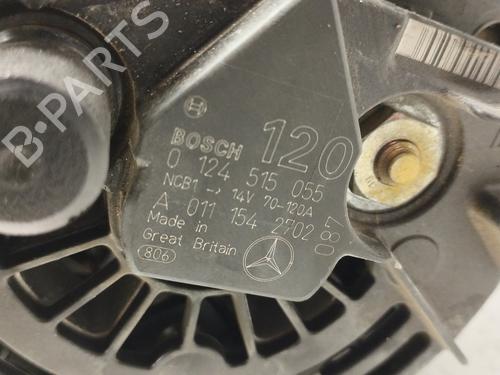 B-PARTS
BOSCH 120
0 124 515 055
NCB1 → 14V 70-120A
A 011 154 2702
087
Made in
Great Britain
806